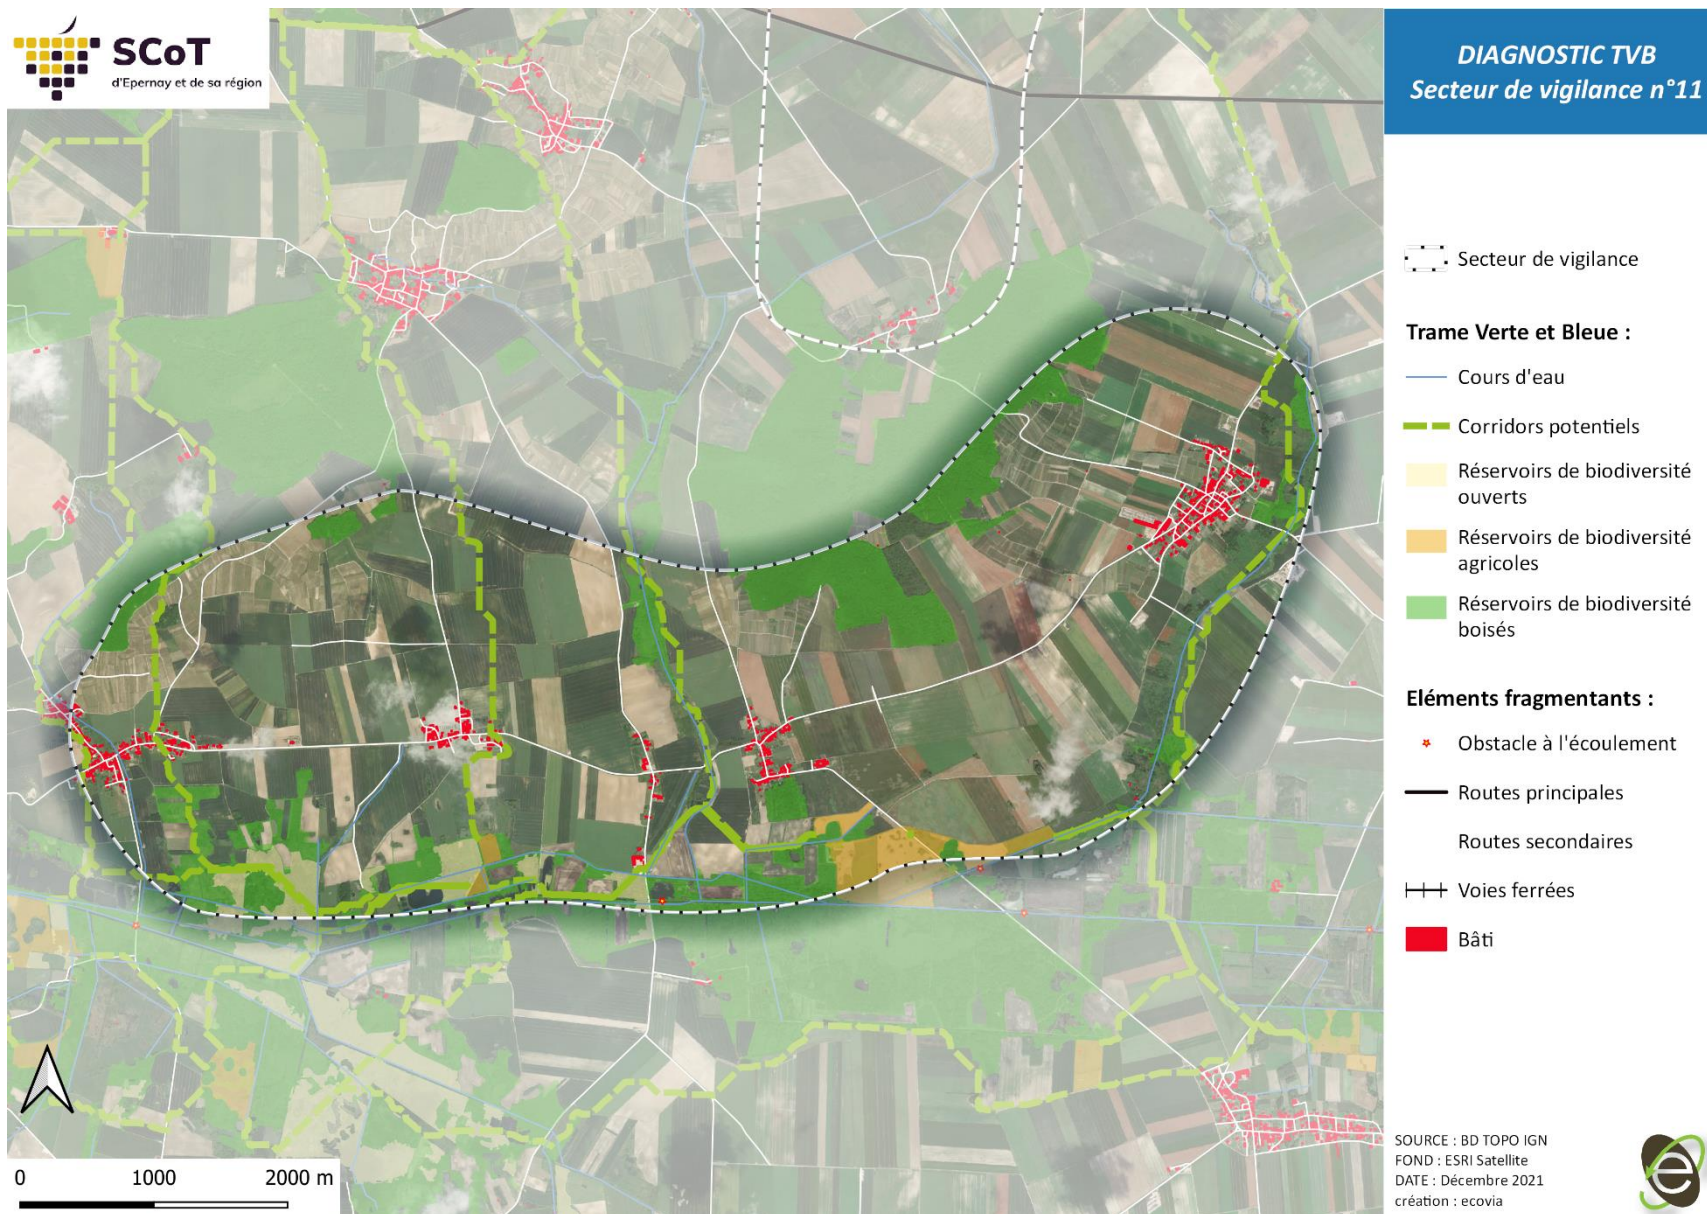 SCoT
d'Epernay et de sa région
DIAGNOSTIC TVB
Secteur de vigilance n°11
Secteur de vigilance
Trame Verte et Bleue :
Cours d'eau
Corridors potentiels
Réservoirs de biodiversité
ouverts
Réservoirs de biodiversité
agricoles
Réservoirs de biodiversité
boisés
Eléments fragmentants :
Obstacle à l'écoulement
Routes principales
Routes secondaires
Voies ferrées
Bâti
0 1000 2000 m
SOURCE : BD TOPO IGN
FOND : ESRI Satellite
DATE : Décembre 2021
création : ecovia
e